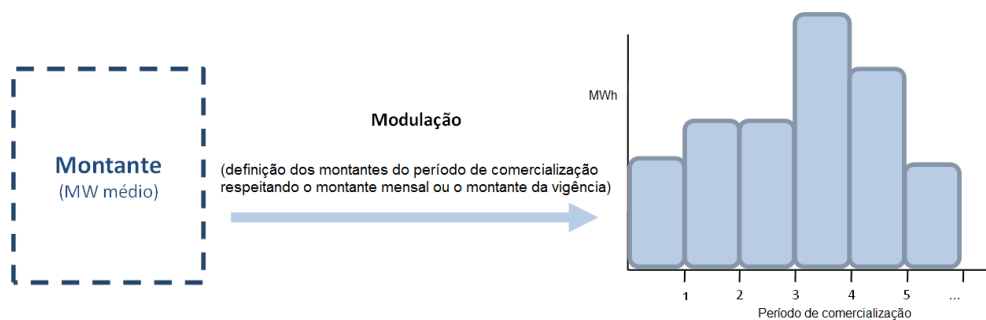 Montante
(MW médio)
Modulação
(definição dos montantes do período de comercialização
respeitando o montante mensal ou o montante da vigência)
MWh
1 2 3 4 5 ...
Período de comercialização